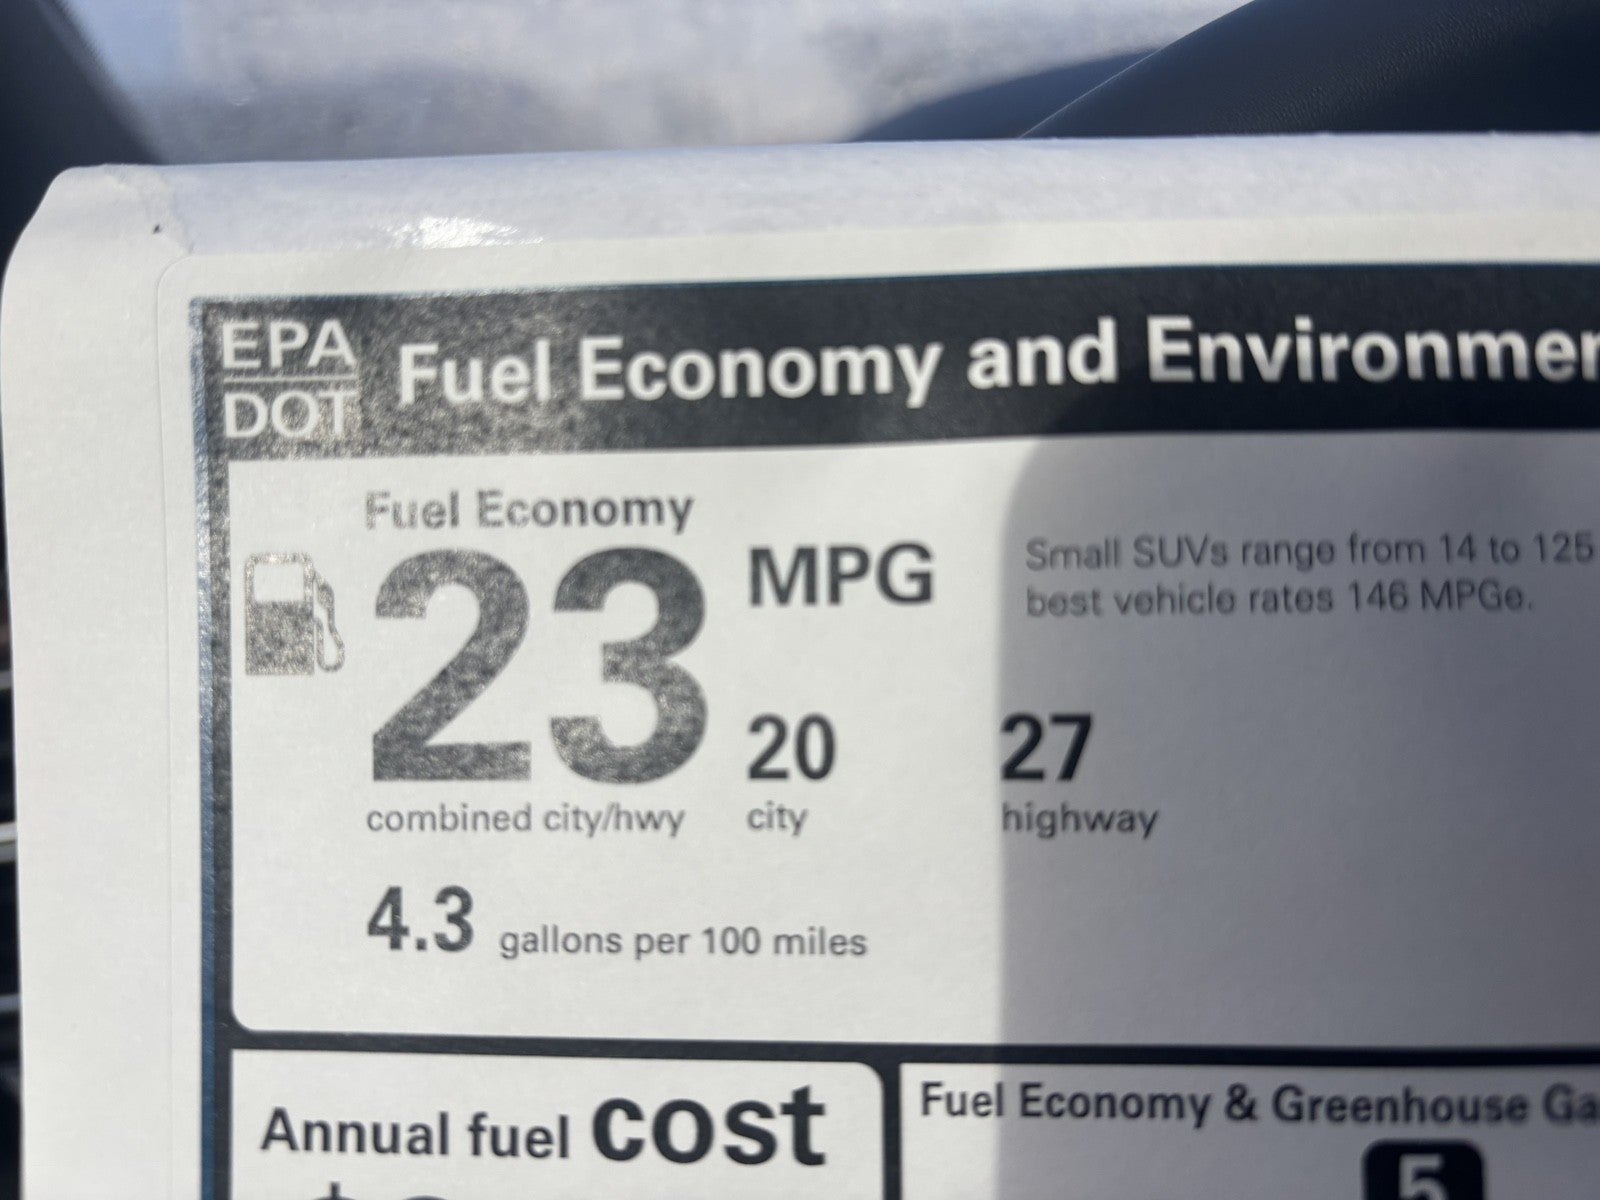 EPA
DOT
Fuel Economy and
Fuel Economy
23 MPG
Small SUVs range from 14 to 125
best vehicle rates 146 MPGe.
20
27
combined city/hwy
city
highway
4.3 gallons per 100 miles
Annual fuel cost
Fuel Economy & Greenhouse
5